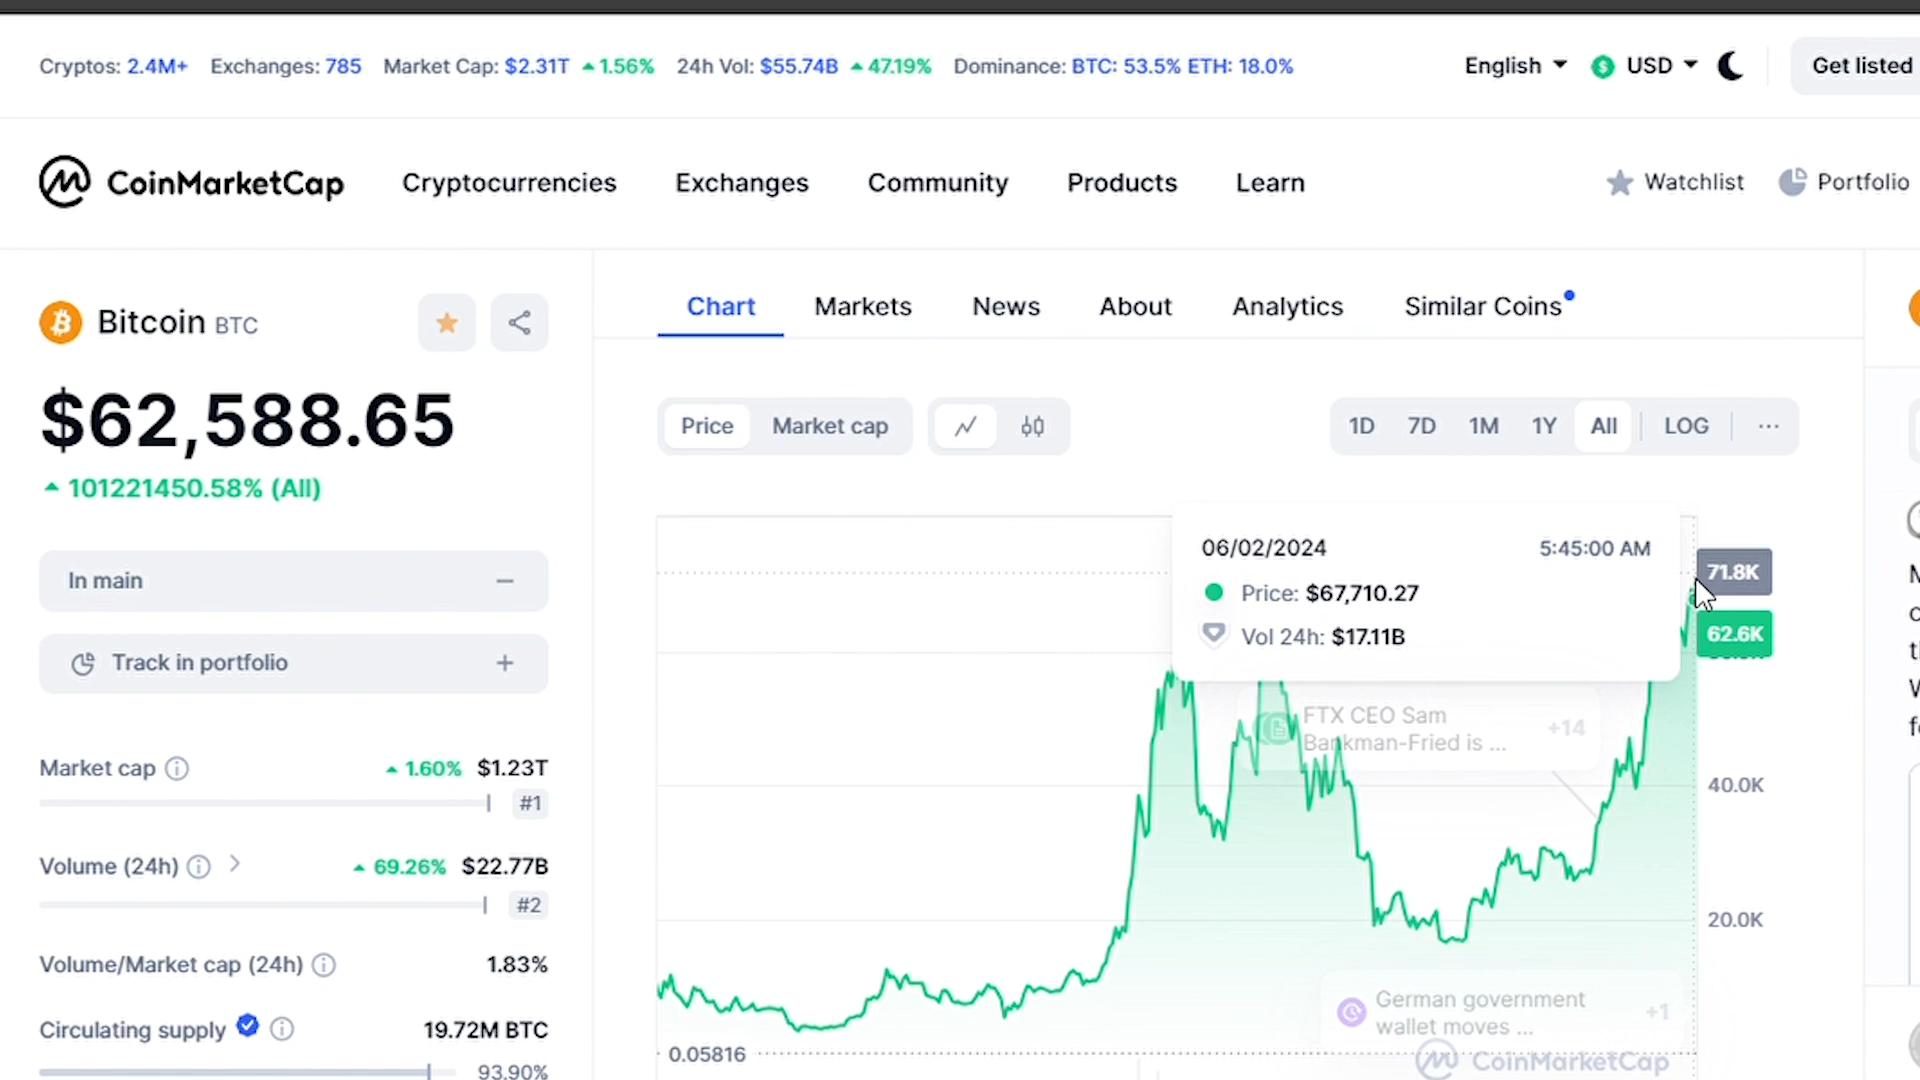 Cryptos: 2.4M+ Exchanges: 785 Market Cap: $2.31T 1.56% 24h Vol: $55.74B 47.19% Dominance: BTC: 53.5% ETH: 18.0% English USD Get listed
CoinMarketCap Cryptocurrencies Exchanges Community Products Learn Watchlist Portfolio
Bitcoin BTC
$62,588.65
101221450.58% (All)
In main
Track in portfolio
Market cap 1.60% $1.23T
#1
Volume (24h) 69.26% $22.77B
#2
Volume/Market cap (24h) 1.83%
Circulating supply 19.72M BTC
93.90%
Chart Markets News About Analytics Similar Coins
Price Market cap 1D 7D 1M 1Y All LOG ...
06/02/2024 5:45:00 AM
Price: $67,710.27
Vol 24h: $17.11B
71.8K
62.6K
FTX CEO Sam
Bankman-Fried is ... +14
40.0K
20.0K
German government
wallet moves ... +1
0.05816
CoinMarketCap